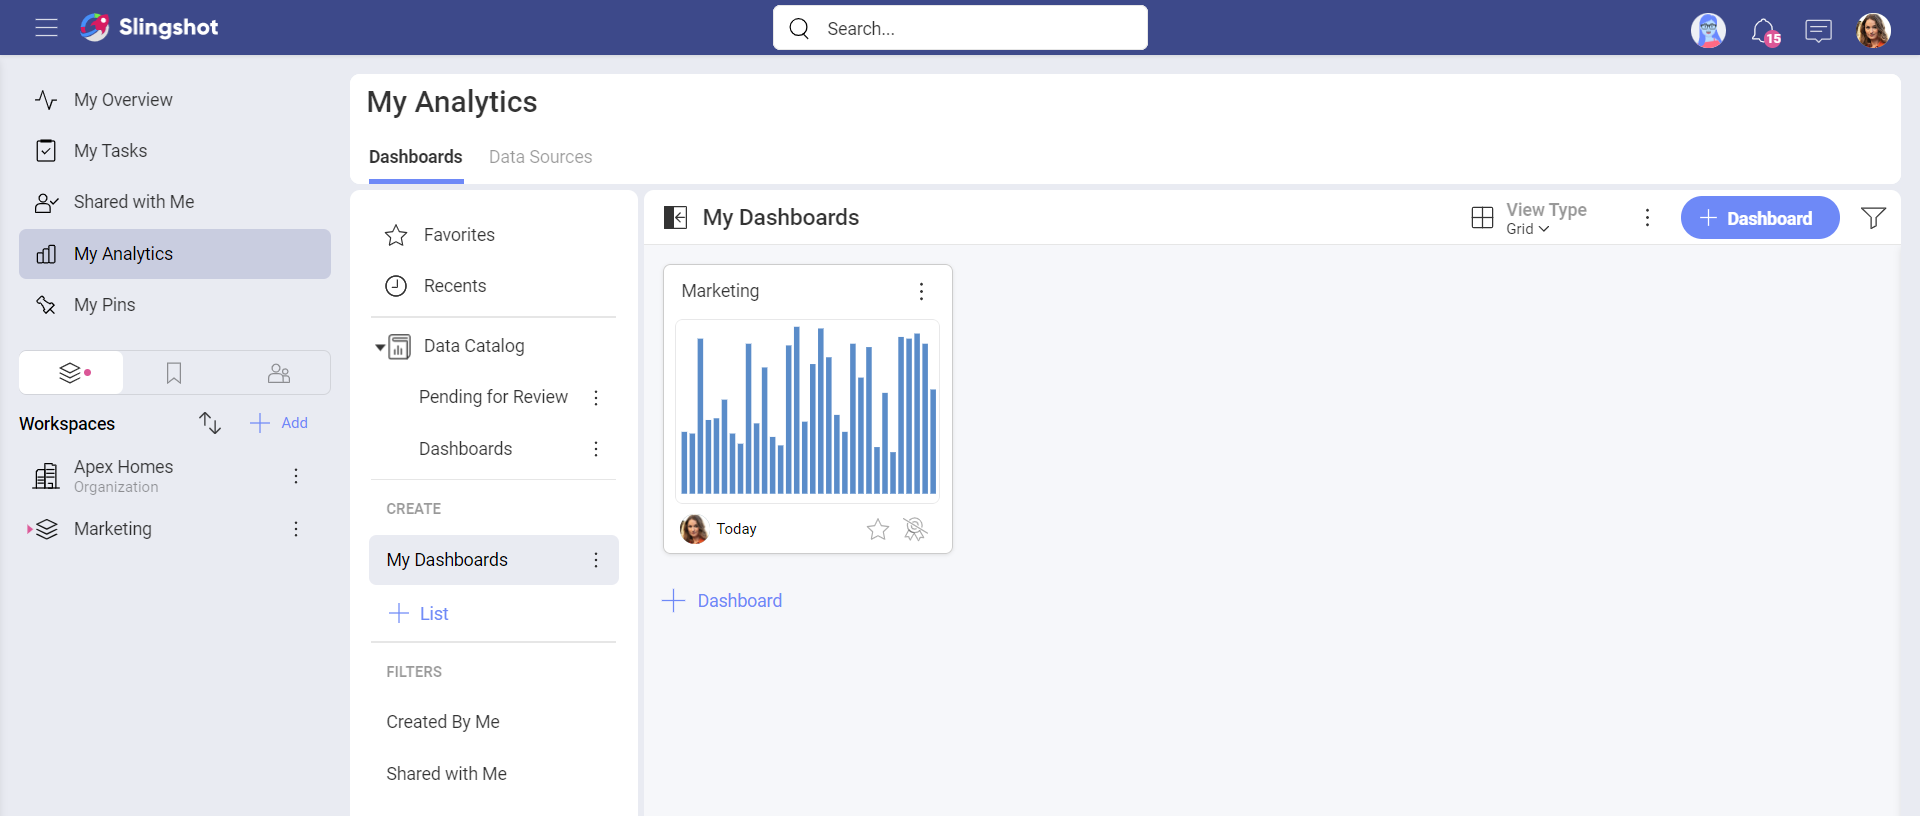 Slingshot
Search...
15
My Overview
My Tasks
Shared with Me
My Analytics
My Pins
Workspaces
Add
Apex Homes
Organization
Marketing
My Analytics
Dashboards
Data Sources
Favorites
Recents
Data Catalog
Pending for Review
Dashboards
CREATE
My Dashboards
List
FILTERS
Created By Me
Shared with Me
My Dashboards
View Type
Grid
Dashboard
Marketing
Today
Dashboard